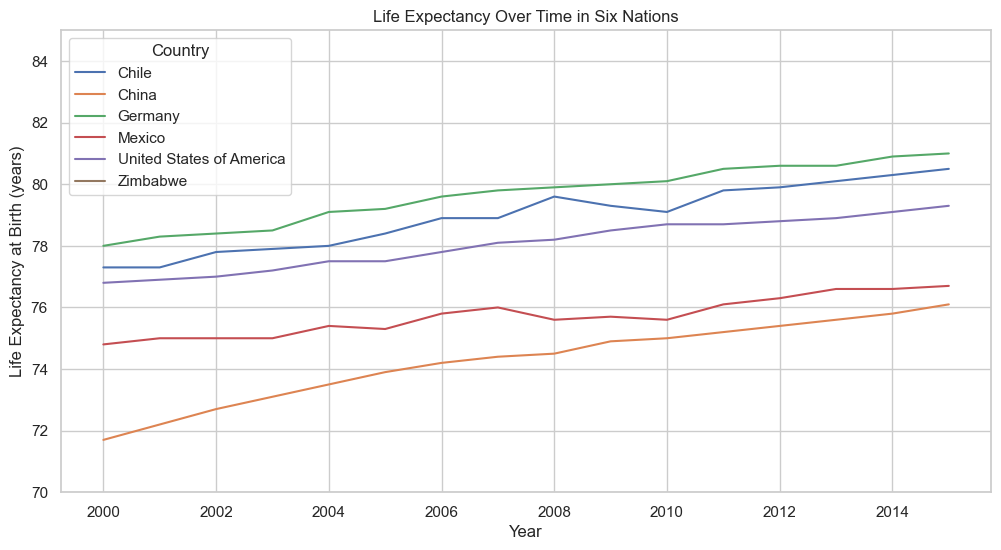 Life Expectancy Over Time in Six Nations
Country
Chile
China
Germany
Mexico
United States of America
Zimbabwe
Life Expectancy at Birth (years)
84
82
80
78
76
74
72
70
2000 2002 2004 2006 2008 2010 2012 2014
Year